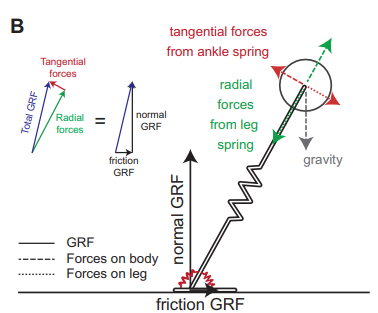 B
Tangential
forces
Total GRF
Radial
forces
=
normal
GRF
friction
GRF
tangential forces
from ankle spring
radial
forces
from leg
spring
gravity
normal GRF
GRF
Forces on body
Forces on leg
friction GRF